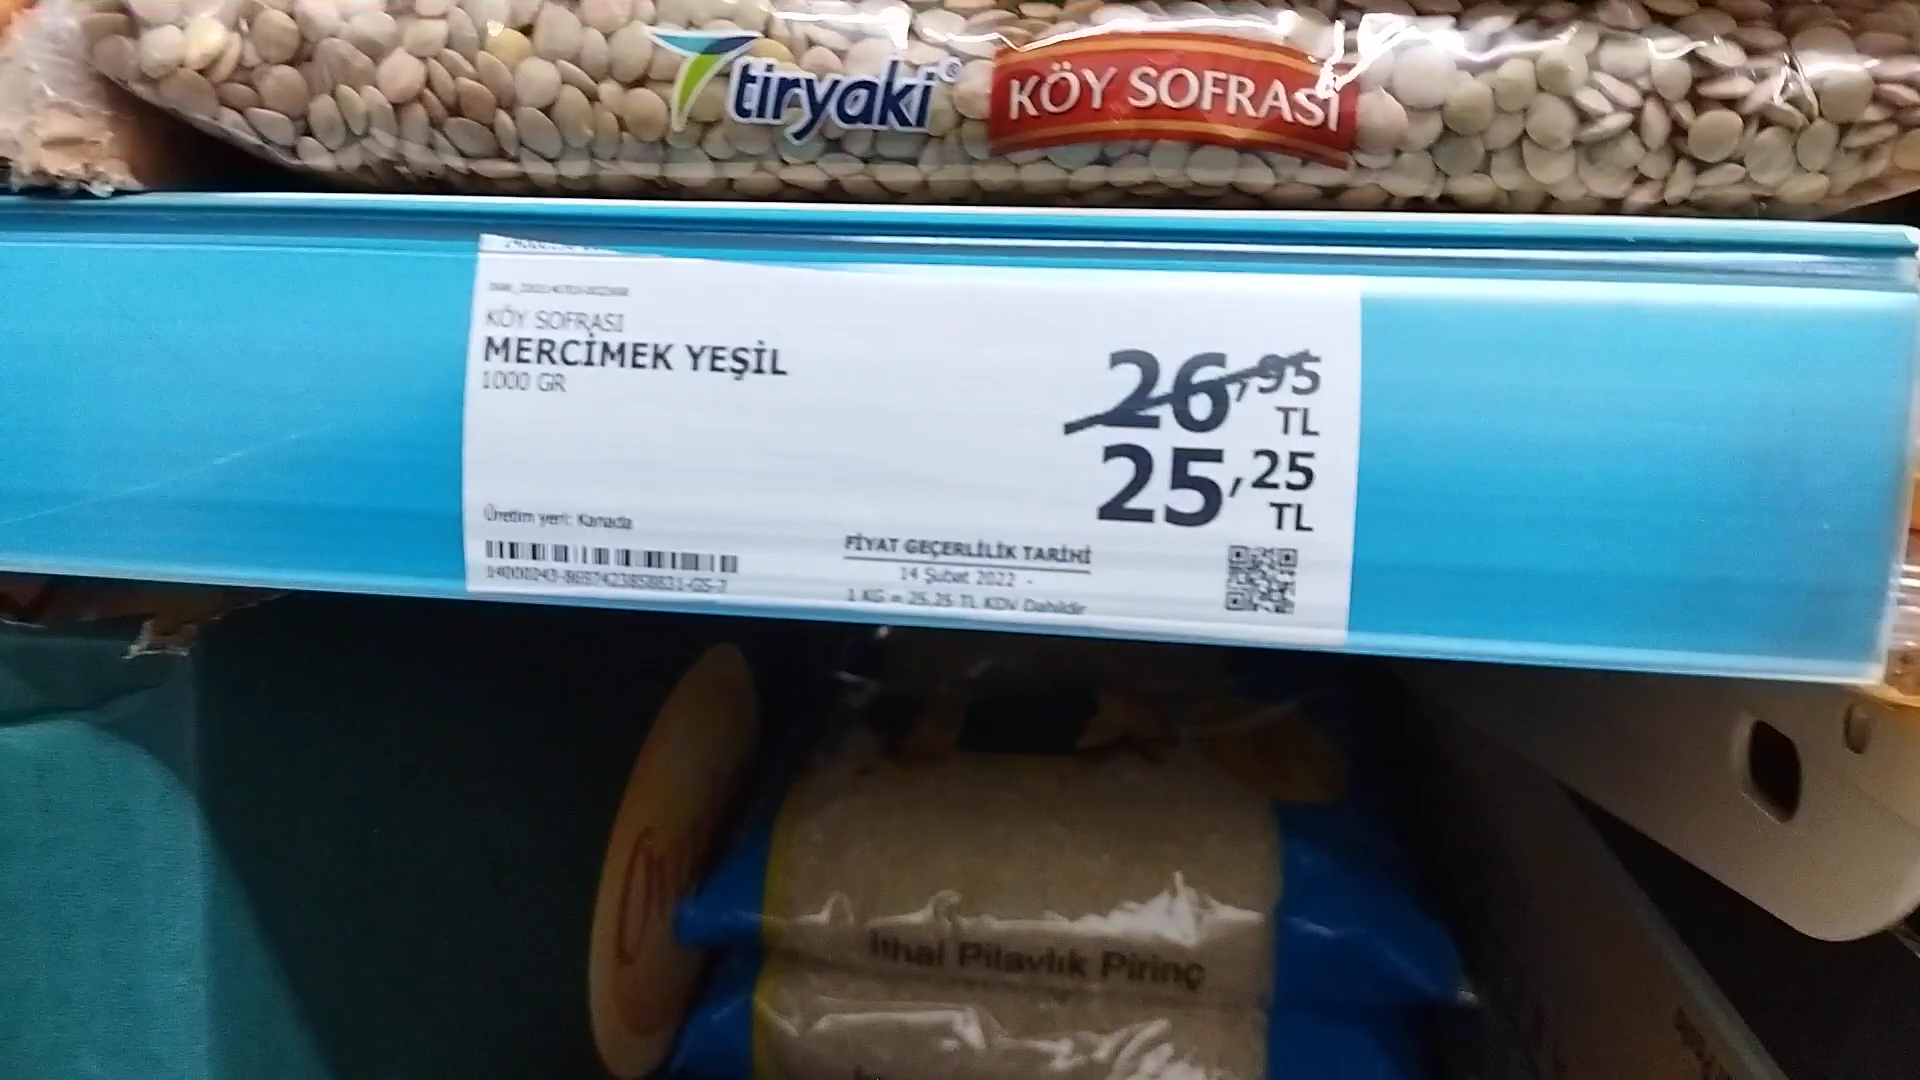 tiryaki
KÖY SOFRASI
KÖY SOFRASI
MERCİMEK YEŞİL
1000 GR
26,95
TL
25,25
TL
Üretim yeri: Kanada
FİYAT GEÇERLİLİK TARİHİ
14 Şubat 2022 -
1 KG = 25.25 TL KDV Dahildir
İthal Pilavlık Pirinç